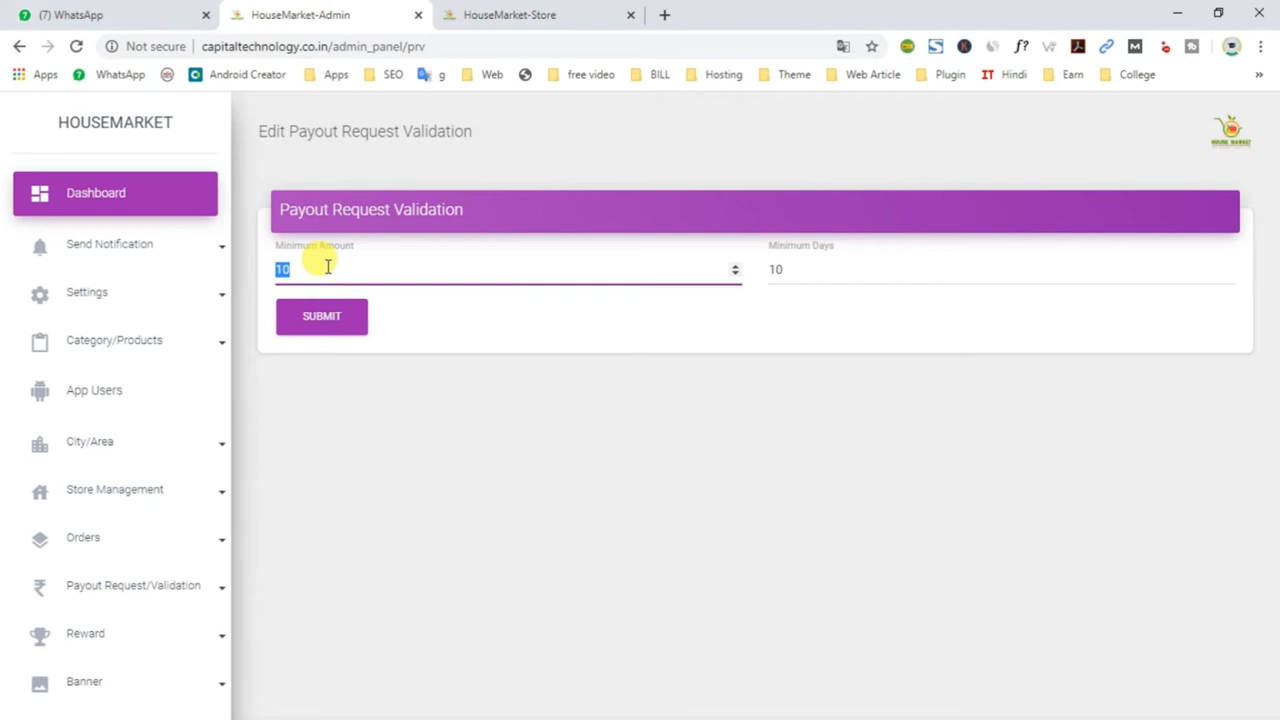 (7) WhatsApp
HouseMarket-Admin
HouseMarket-Store
Not secure
capitaltechnology.co.in/admin_panel/prv
Apps
WhatsApp
Android Creator
Apps
SEO
g
Web
free video
BILL
Hosting
Theme
Web Article
Plugin
IT Hindi
Earn
College
HOUSEMARKET
Edit Payout Request Validation
HOUSE MARKET
Dashboard
Payout Request Validation
Send Notification
Minimum Amount
Minimum Days
10
10
Settings
SUBMIT
Category/Products
App Users
City/Area
Store Management
Orders
Payout Request/Validation
Reward
Banner